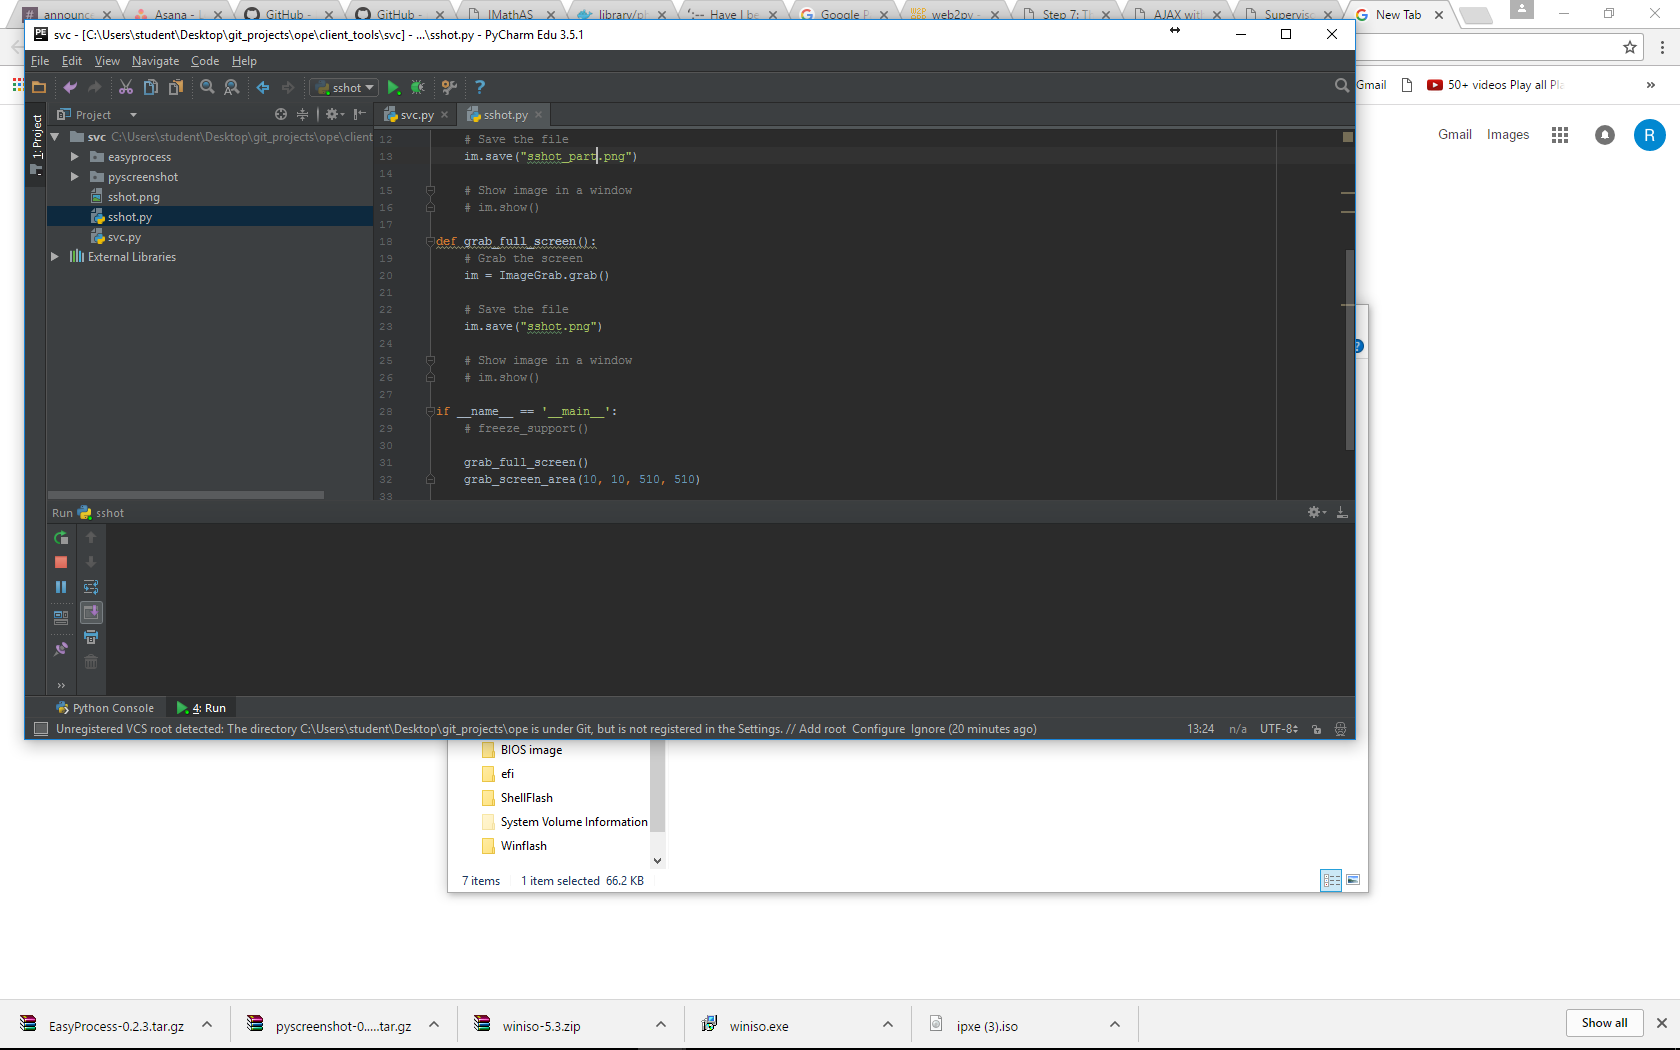 announce
Asana - L
GitHub -
GitHub -
IMathAS
library/ph
Have I be
Google P
web2py -
Step 7: Th
AJAX with
Superviso
New Tab
svc - [C:\Users\student\Desktop\git_projects\ope\client_tools\svc] - ...\sshot.py - PyCharm Edu 3.5.1
File Edit View Navigate Code Help
sshot
Gmail
50+ videos Play all Pla
Project
svc.py
sshot.py
Gmail Images
R
1: Project
svc C:\Users\student\Desktop\git_projects\ope\client
easyprocess
pyscreenshot
sshot.png
sshot.py
svc.py
External Libraries
12 # Save the file
13 im.save("sshot_part.png")
14
15 # Show image in a window
16 # im.show()
17
18 def grab_full_screen():
19 # Grab the screen
20 im = ImageGrab.grab()
21
22 # Save the file
23 im.save("sshot.png")
24
25 # Show image in a window
26 # im.show()
27
28 if __name__ == '__main__':
29 # freeze_support()
30
31 grab_full_screen()
32 grab_screen_area(10, 10, 510, 510)
33
Run sshot
Python Console
4: Run
Unregistered VCS root detected: The directory C:\Users\student\Desktop\git_projects\ope is under Git, but is not registered in the Settings. // Add root Configure Ignore (20 minutes ago)
13:24 n/a UTF-8
BIOS image
efi
ShellFlash
System Volume Information
Winflash
7 items 1 item selected 66.2 KB
EasyProcess-0.2.3.tar.gz
pyscreenshot-0.....tar.gz
winiso-5.3.zip
winiso.exe
ipxe (3).iso
Show all